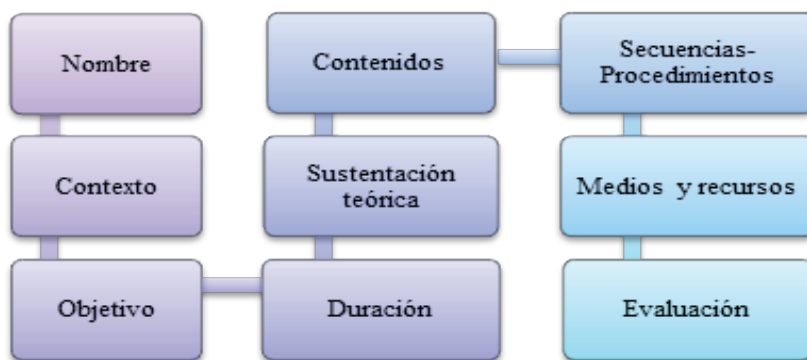 Nombre
Contexto
Objetivo
Duración
Sustentación
teórica
Contenidos
Secuencias-
Procedimientos
Medios y recursos
Evaluación